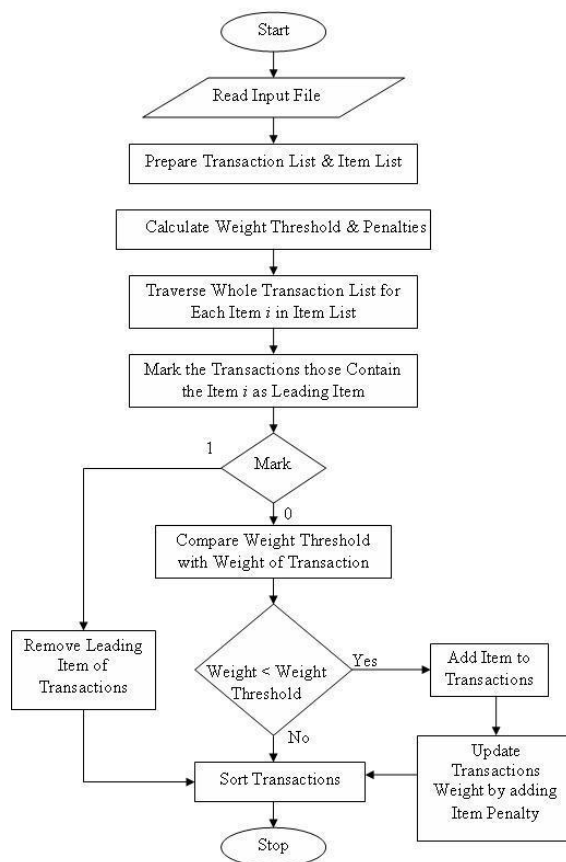 Start
Read Input File
Prepare Transaction List & Item List
Calculate Weight Threshold & Penalties
Traverse Whole Transaction List for
Each Item i in Item List
Mark the Transactions those Contain
the Item i as Leading Item
1
Mark
0
Compare Weight Threshold
with Weight of Transaction
Remove Leading
Item of
Transactions
Weight < Weight
Threshold
Yes
Add Item to
Transactions
No
Update
Transactions
Weight by adding
Item Penalty
Sort Transactions
Stop